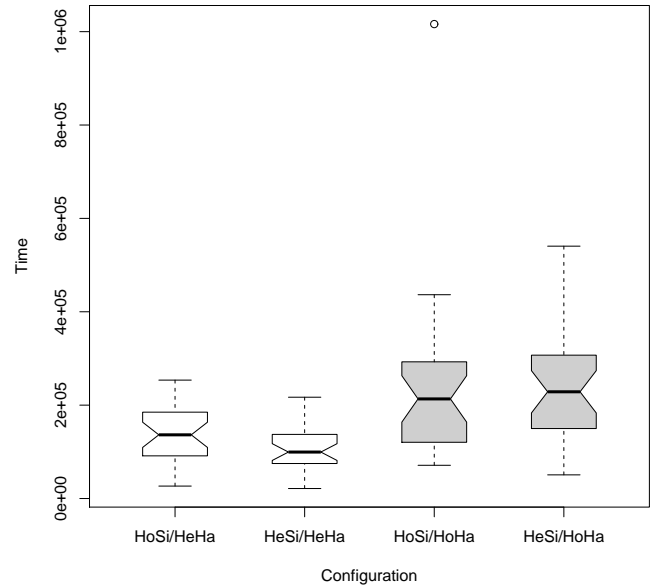 1e+06
8e+05
6e+05
4e+05
2e+05
0e+00
Time
HoSi/HeHa HeSi/HeHa HoSi/HoHa HeSi/HoHa
Configuration